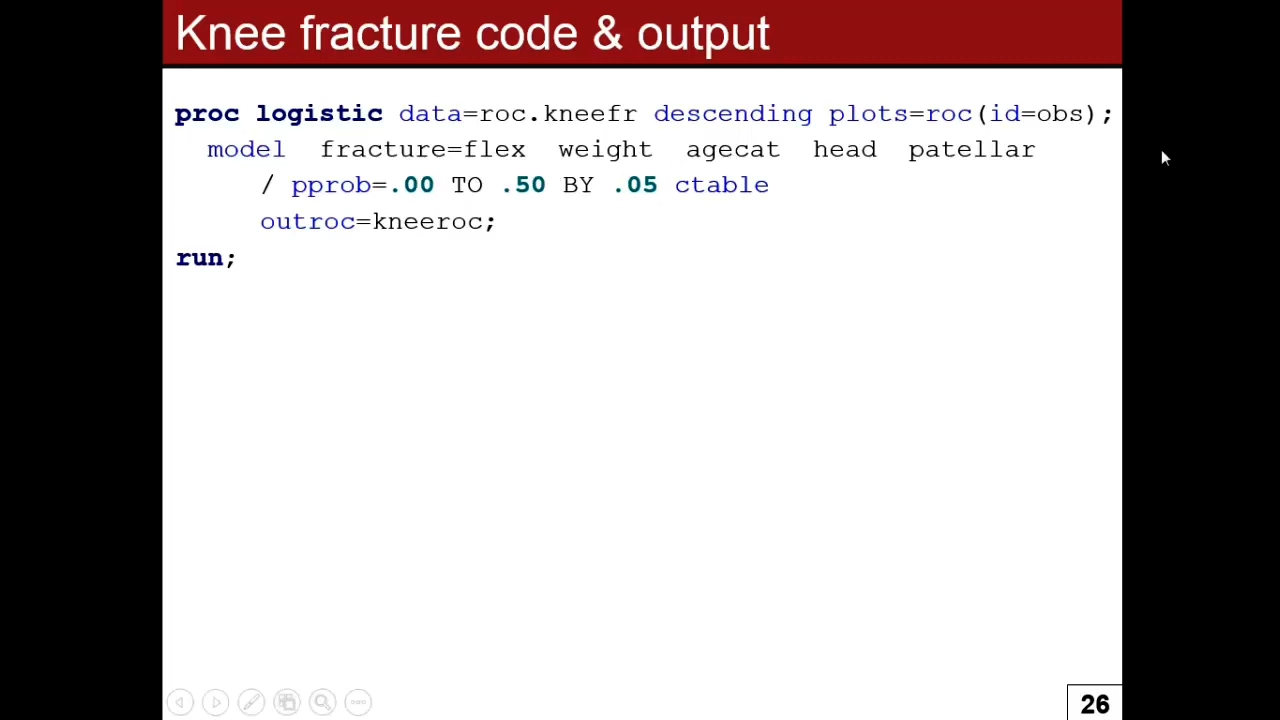 Knee fracture code & output
proc logistic data=roc.kneefr descending plots=roc(id=obs);
model fracture=flex weight agecat head patellar
/ pprob=.00 TO .50 BY .05 ctable
outroc=kneeroc;
run;
26